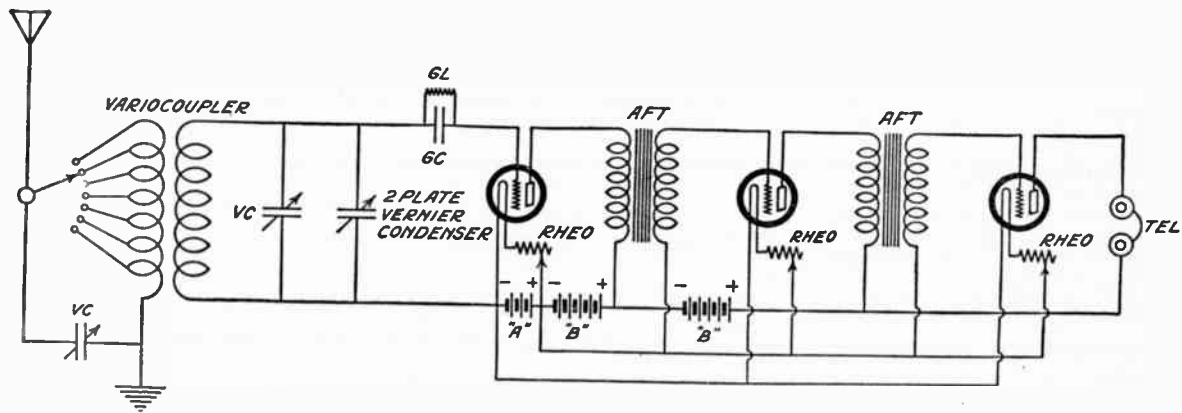 VARIOCOUPLER
VC
VC
2 PLATE
VERNIER
CONDENSER
GL
GC
RHEO
AFT
RHEO
AFT
RHEO
TEL
- + - +
"A" "B"
- +
"B"